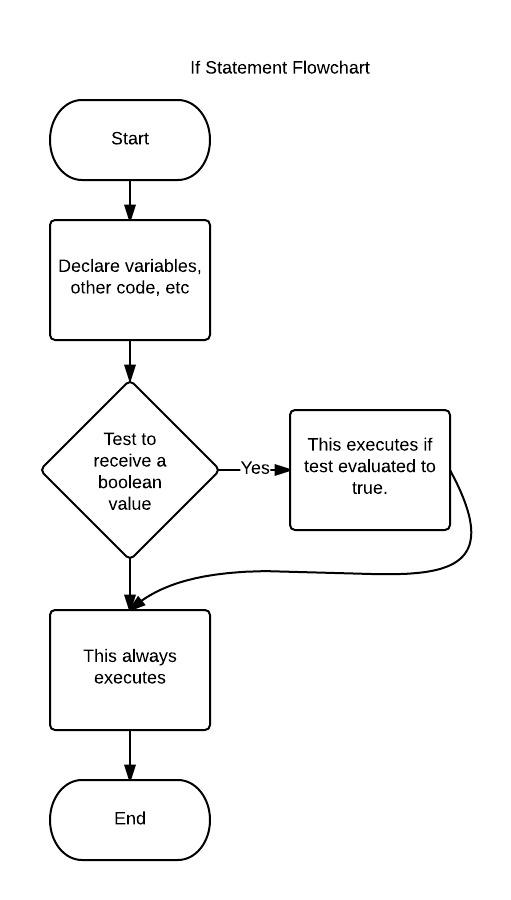 If Statement Flowchart
Start
Declare variables,
other code, etc
Test to
receive a
boolean
value
Yes
This executes if
test evaluated to
true.
This always
executes
End